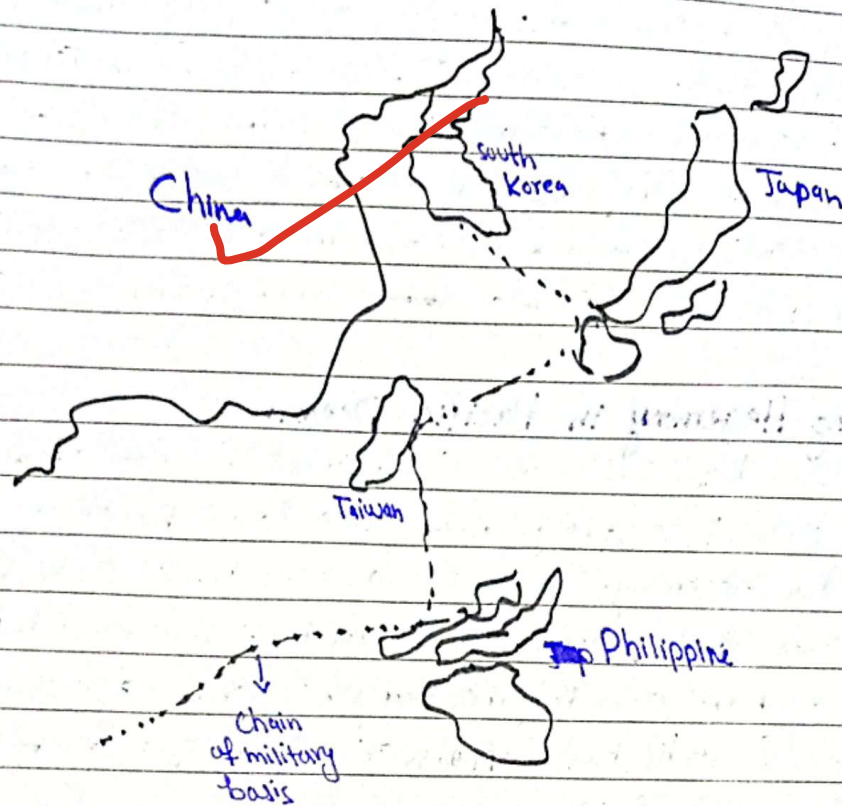 South
Korea
China
Japan
Taiwan
Philippine
Chain
of military
basis